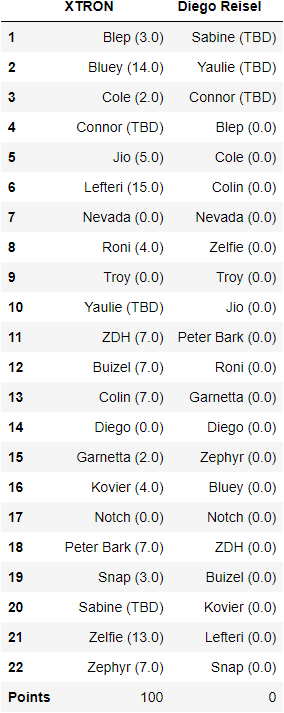 XTRON Diego Reisel
1 Blep (3.0) Sabine (TBD)
2 Bluey (14.0) Yaulie (TBD)
3 Cole (2.0) Connor (TBD)
4 Connor (TBD) Blep (0.0)
5 Jio (5.0) Cole (0.0)
6 Lefteri (15.0) Colin (0.0)
7 Nevada (0.0) Nevada (0.0)
8 Roni (4.0) Zelfie (0.0)
9 Troy (0.0) Troy (0.0)
10 Yaulie (TBD) Jio (0.0)
11 ZDH (7.0) Peter Bark (0.0)
12 Buizel (7.0) Roni (0.0)
13 Colin (7.0) Garnetta (0.0)
14 Diego (0.0) Diego (0.0)
15 Garnetta (2.0) Zephyr (0.0)
16 Kovier (4.0) Bluey (0.0)
17 Notch (0.0) Notch (0.0)
18 Peter Bark (7.0) ZDH (0.0)
19 Snap (3.0) Buizel (0.0)
20 Sabine (TBD) Kovier (0.0)
21 Zelfie (13.0) Lefteri (0.0)
22 Zephyr (7.0) Snap (0.0)
Points 100 0